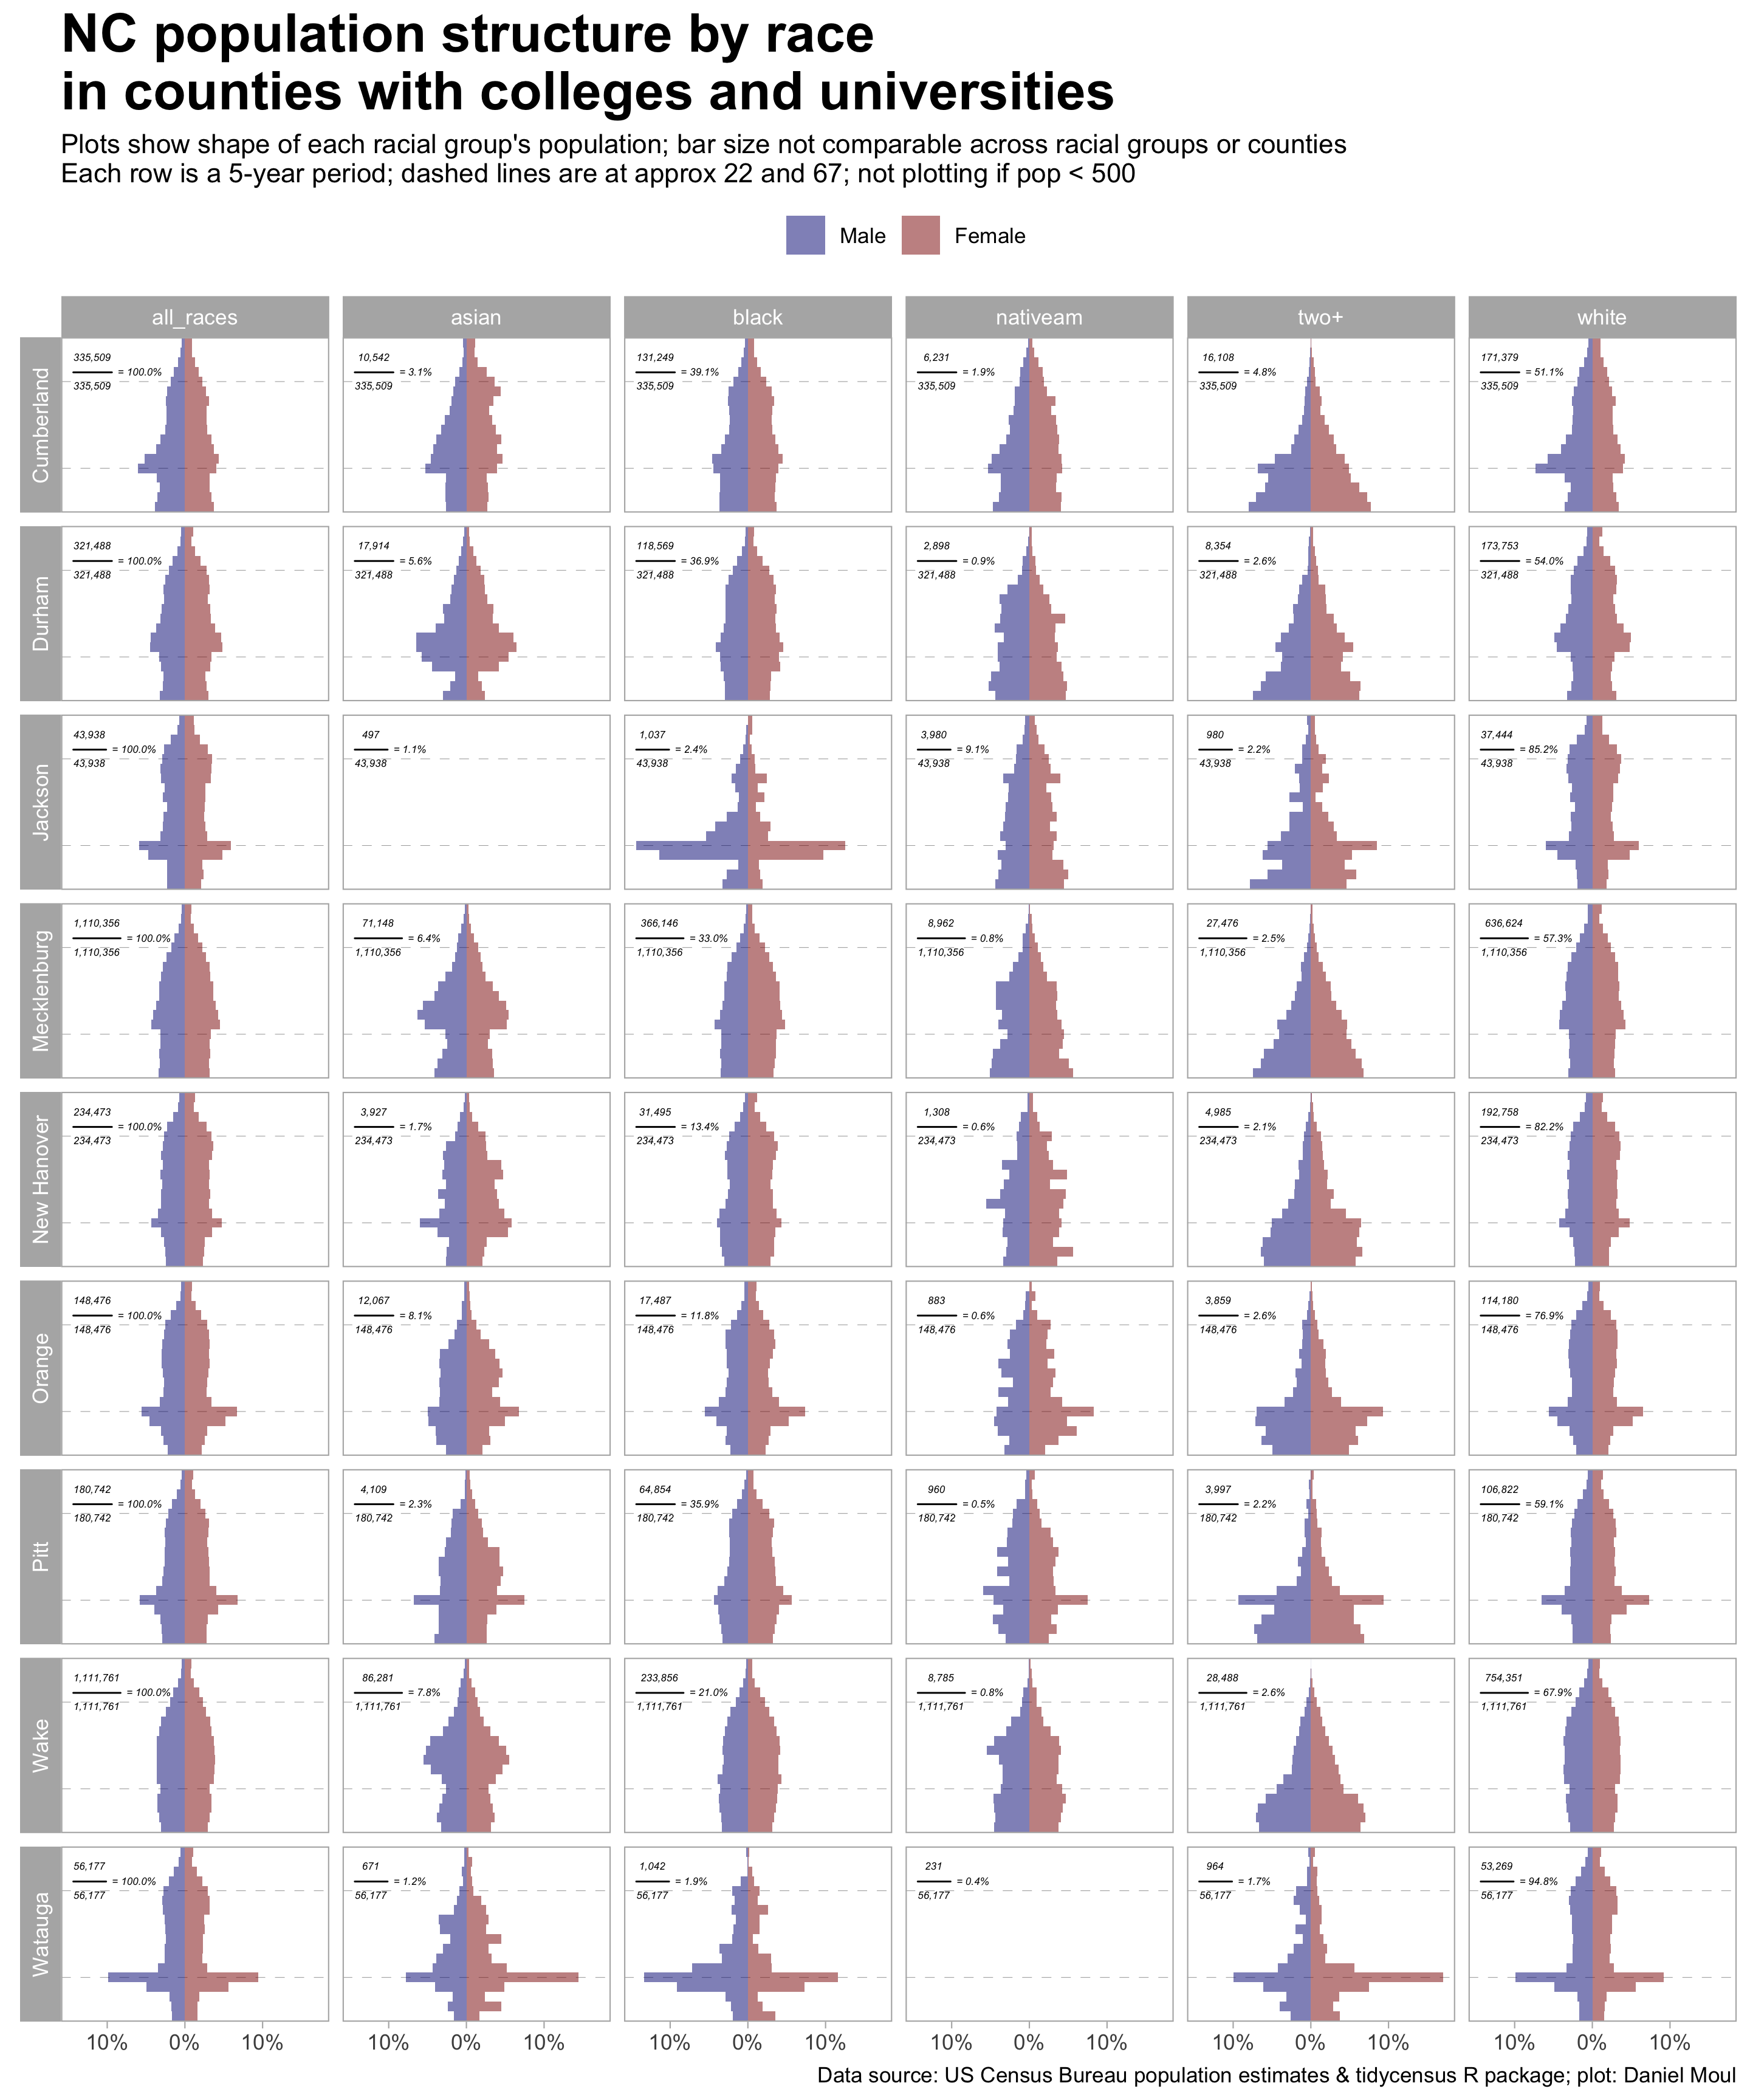 NC population structure by race
in counties with colleges and universities
Plots show shape of each racial group's population; bar size not comparable across racial groups or counties
Each row is a 5-year period; dashed lines are at approx 22 and 67; not plotting if pop < 500
Male Female
all_races asian black nativeam two+ white
Cumberland
335,509 10,542 131,249 6,231 16,108 171,379
= 100.0% = 3.1% = 39.1% = 1.9% = 4.8% = 51.1%
335,509 335,509 335,509 335,509 335,509 335,509
Durham
321,488 17,914 118,569 2,898 8,354 173,753
= 100.0% = 5.6% = 36.9% = 0.9% = 2.6% = 54.0%
321,488 321,488 321,488 321,488 321,488 321,488
Jackson
43,938 497 1,037 3,980 980 37,444
= 100.0% = 1.1% = 2.4% = 9.1% = 2.2% = 85.2%
43,938 43,938 43,938 43,938 43,938 43,938
Mecklenburg
1,110,356 71,148 366,146 8,962 27,476 636,624
= 100.0% = 6.4% = 33.0% = 0.8% = 2.5% = 57.3%
1,110,356 1,110,356 1,110,356 1,110,356 1,110,356 1,110,356
New Hanover
234,473 3,927 31,495 1,308 4,985 192,758
= 100.0% = 1.7% = 13.4% = 0.6% = 2.1% = 82.2%
234,473 234,473 234,473 234,473 234,473 234,473
Orange
148,476 12,067 17,487 883 3,859 114,180
= 100.0% = 8.1% = 11.8% = 0.6% = 2.6% = 76.9%
148,476 148,476 148,476 148,476 148,476 148,476
Pitt
180,742 4,109 64,854 960 3,997 106,822
= 100.0% = 2.3% = 35.9% = 0.5% = 2.2% = 59.1%
180,742 180,742 180,742 180,742 180,742 180,742
Wake
1,111,761 86,281 233,856 8,785 28,488 754,351
= 100.0% = 7.8% = 21.0% = 0.8% = 2.6% = 67.9%
1,111,761 1,111,761 1,111,761 1,111,761 1,111,761 1,111,761
Watauga
56,177 671 1,042 231 964 53,269
= 100.0% = 1.2% = 1.9% = 0.4% = 1.7% = 94.8%
56,177 56,177 56,177 56,177 56,177 56,177
10% 0% 10% 10% 0% 10% 10% 0% 10% 10% 0% 10% 10% 0% 10% 10% 0% 10%
Data source: US Census Bureau population estimates & tidycensus R package; plot: Daniel Moul